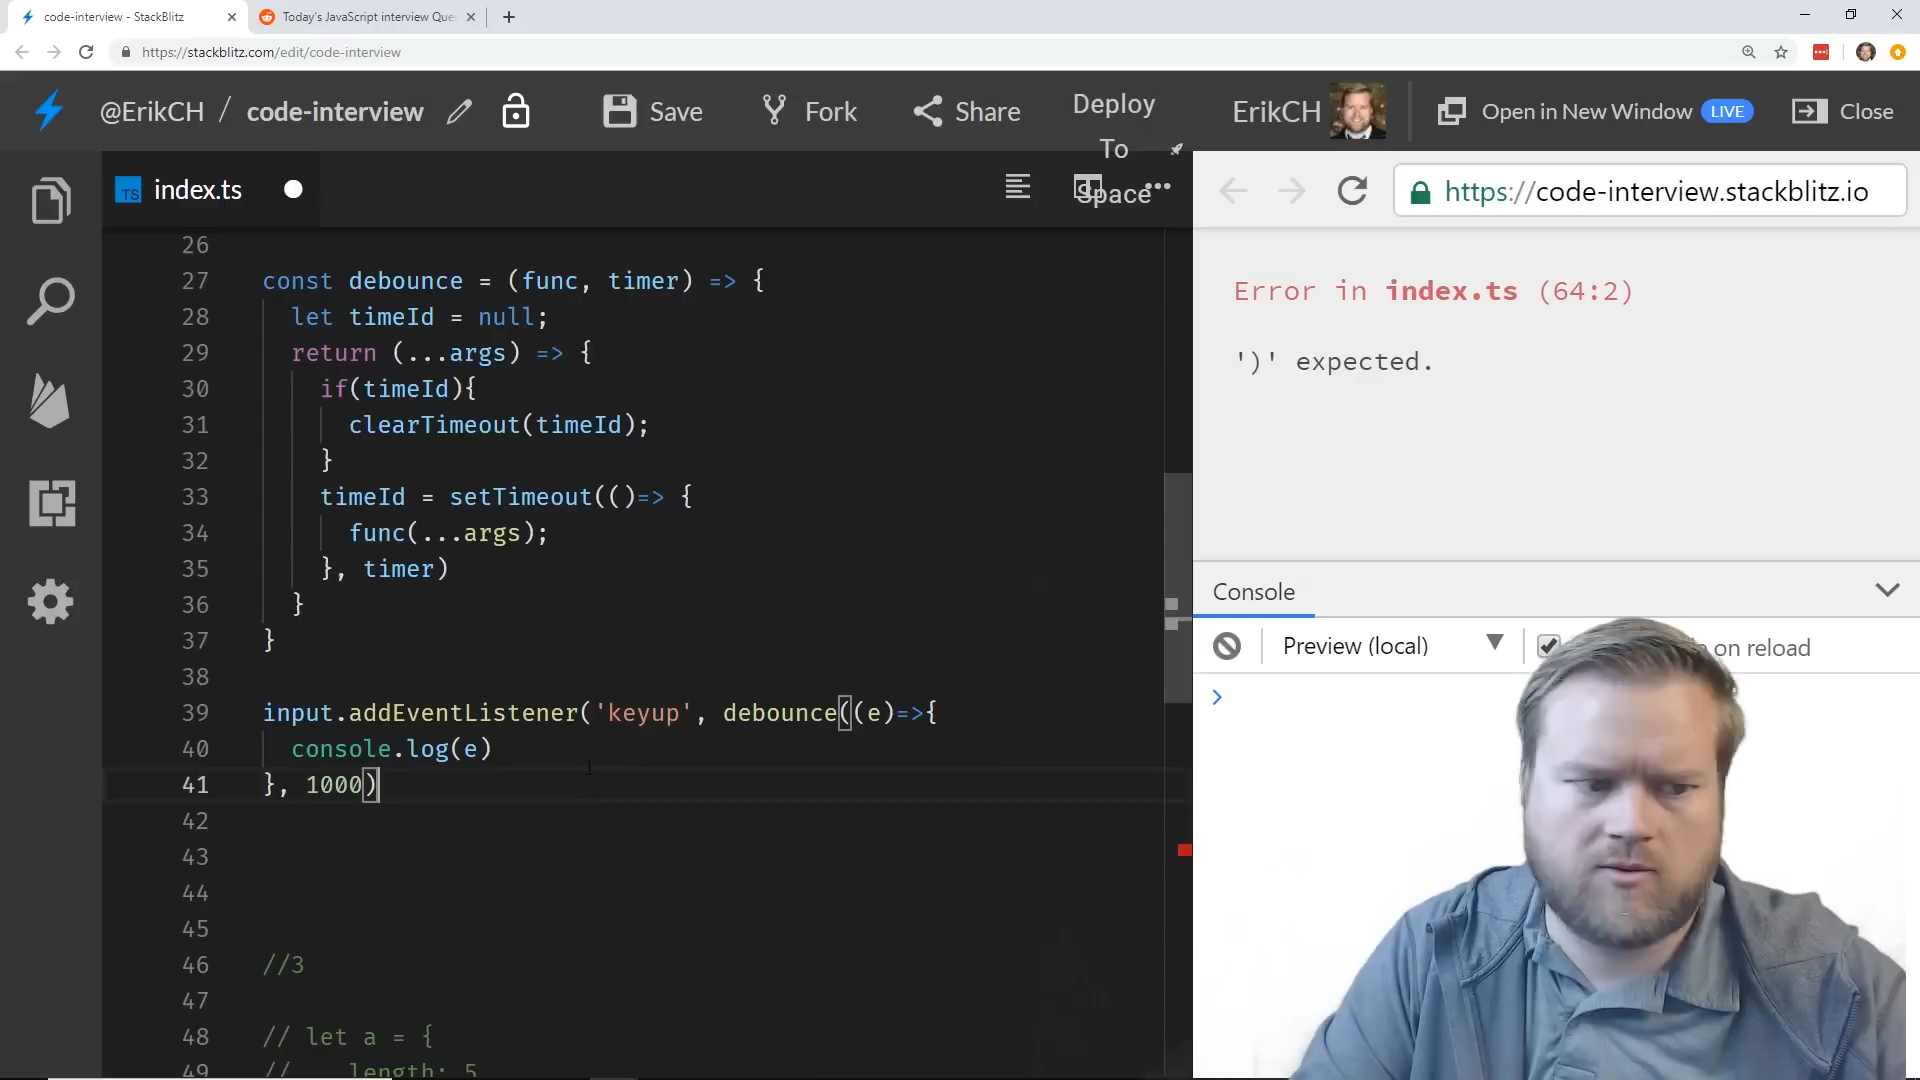 code-interview - StackBlitz
Today's JavaScript interview Que
https://stackblitz.com/edit/code-interview
@ErikCH / code-interview
Save
Fork
Share
Deploy To Space
ErikCH
Open in New Window LIVE
Close
TS index.ts
https://code-interview.stackblitz.io
26
27 const debounce = (func, timer) => {
28 let timeId = null;
29 return (...args) => {
30 if(timeId){
31 clearTimeout(timeId);
32 }
33 timeId = setTimeout(()=> {
34 func(...args);
35 }, timer)
36 }
37 }
38
39 input.addEventListener('keyup', debounce((e)=>{
40 console.log(e)
41 }, 1000)
42
43
44
45
46 //3
47
48 // let a = {
49 // length: 5
Error in index.ts (64:2)
')' expected.
Console
Preview (local)
on reload